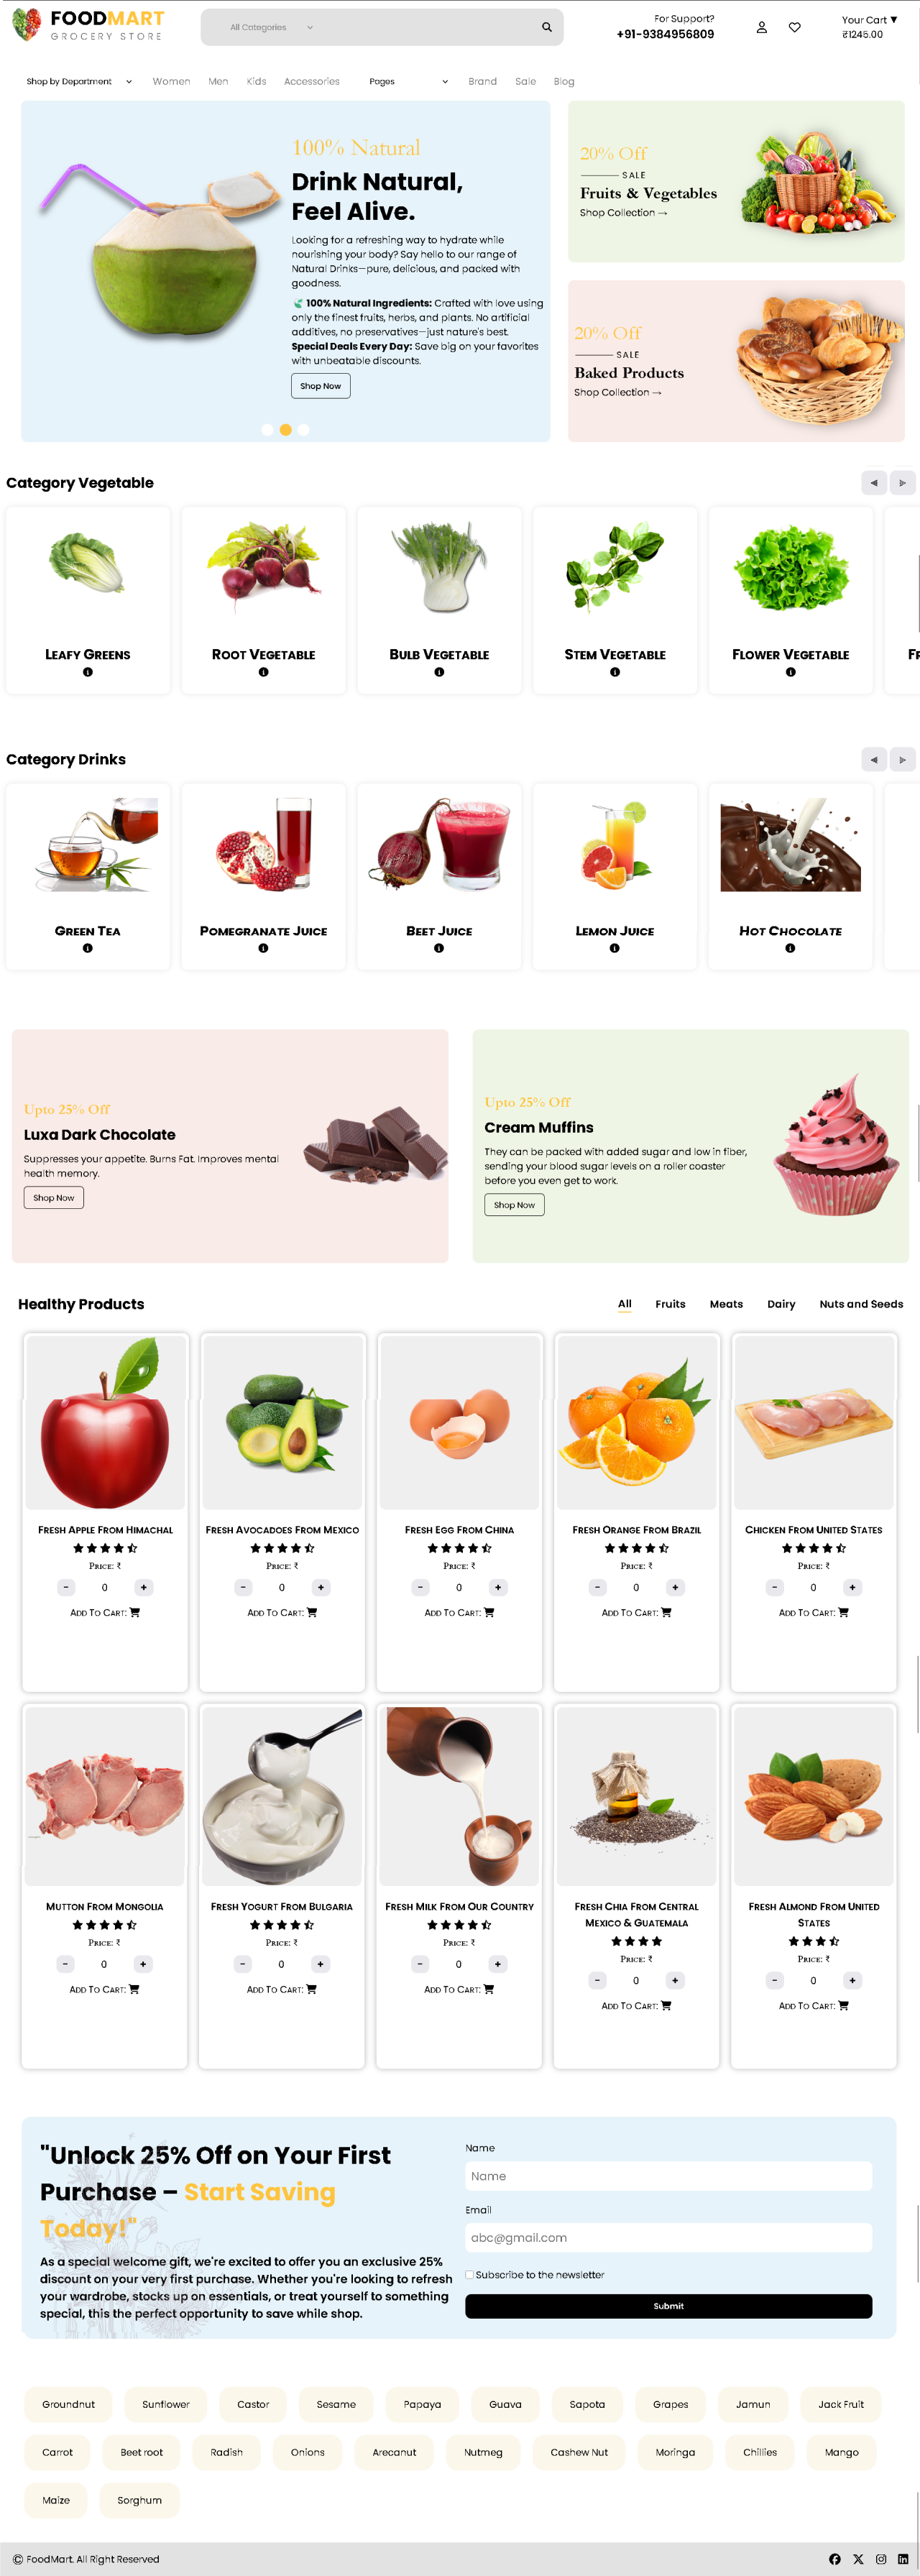 FOODMART
GROCERY STORE
All Categories
For Support?
+91-9384956809
Your Cart ▼
₹1245.00
Shop by Department
Women
Men
Kids
Accessories
Pages
Brand
Sale
Blog
100% Natural
Drink Natural,
Feel Alive.
Looking for a refreshing way to hydrate while
nourishing your body? Say hello to our range of
Natural Drinks—pure, delicious, and packed with
goodness.
100% Natural Ingredients: Crafted with love using
only the finest fruits, herbs, and plants. No artificial
additives, no preservatives—just nature's best.
Special Deals Every Day: Save big on your favorites
with unbeatable discounts.
Shop Now
20% Off
SALE
Fruits & Vegetables
Shop Collection →
20% Off
SALE
Baked Products
Shop Collection →
Category Vegetable
Leafy Greens
Root Vegetable
Bulb Vegetable
Stem Vegetable
Flower Vegetable
Fr
Category Drinks
Green Tea
Pomegranate Juice
Beet Juice
Lemon Juice
Hot Chocolate
Upto 25% Off
Luxa Dark Chocolate
Suppresses your appetite. Burns Fat. Improves mental
health memory.
Shop Now
Upto 25% Off
Cream Muffins
They can be packed with added sugar and low in fiber,
sending your blood sugar levels on a roller coaster
before you even get to work.
Shop Now
Healthy Products
All
Fruits
Meats
Dairy
Nuts and Seeds
Fresh Apple From Himachal
Price: ₹
- 0 +
Add To Cart:
Fresh Avocadoes From Mexico
Price: ₹
- 0 +
Add To Cart:
Fresh Egg From China
Price: ₹
- 0 +
Add To Cart:
Fresh Orange From Brazil
Price: ₹
- 0 +
Add To Cart:
Chicken From United States
Price: ₹
- 0 +
Add To Cart:
Mutton From Mongolia
Price: ₹
- 0 +
Add To Cart:
Fresh Yogurt From Bulgaria
Price: ₹
- 0 +
Add To Cart:
Fresh Milk From Our Country
Price: ₹
- 0 +
Add To Cart:
Fresh Chia From Central
Mexico & Guatemala
Price: ₹
- 0 +
Add To Cart:
Fresh Almond From United
States
Price: ₹
- 0 +
Add To Cart:
"Unlock 25% Off on Your First
Purchase – Start Saving
Today!"
As a special welcome gift, we're excited to offer you an exclusive 25%
discount on your very first purchase. Whether you're looking to refresh
your wardrobe, stocks up on essentials, or treat yourself to something
special, this the perfect opportunity to save while shop.
Name
Name
Email
abc@gmail.com
Subscribe to the newsletter
Submit
Groundnut
Sunflower
Castor
Sesame
Papaya
Guava
Sapota
Grapes
Jamun
Jack Fruit
Carrot
Beet root
Radish
Onions
Arecanut
Nutmeg
Cashew Nut
Moringa
Chillies
Mango
Maize
Sorghum
© FoodMart. All Right Reserved